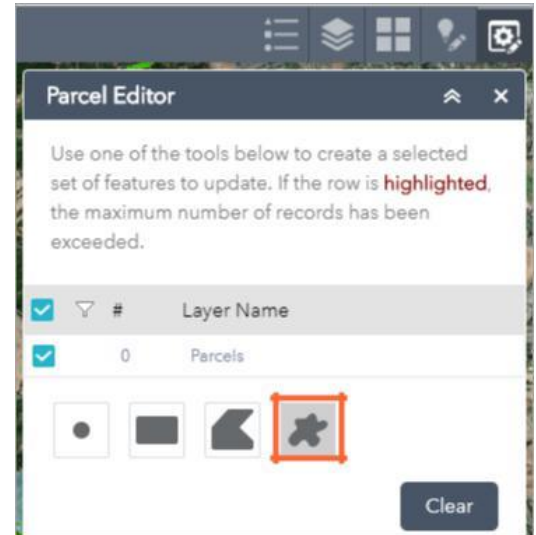 Parcel Editor
Use one of the tools below to create a selected
set of features to update. If the row is highlighted,
the maximum number of records has been
exceeded.
# Layer Name
0 Parcels
Clear